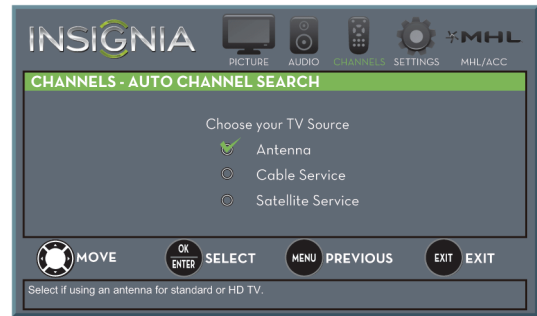 INSIGNIA
MHL
PICTURE AUDIO CHANNELS SETTINGS MHL/ACC
CHANNELS - AUTO CHANNEL SEARCH
Choose your TV Source
Antenna
Cable Service
Satellite Service
MOVE OK ENTER SELECT MENU PREVIOUS EXIT EXIT
Select if using an antenna for standard or HD TV.